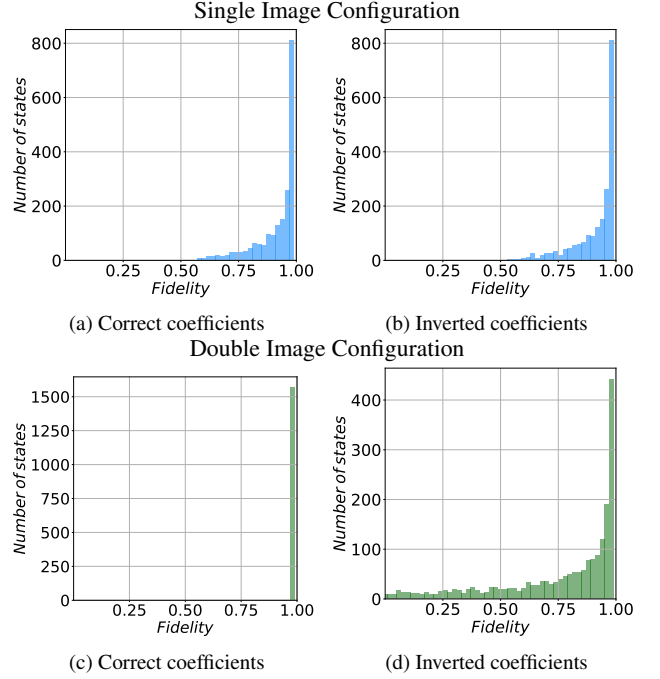 Single Image Configuration
Number of states
800
600
400
200
0
0.25 0.50 0.75 1.00
Fidelity
(a) Correct coefficients
Number of states
800
600
400
200
0
0.25 0.50 0.75 1.00
Fidelity
(b) Inverted coefficients
Double Image Configuration
Number of states
1500
1250
1000
750
500
250
0
0.25 0.50 0.75 1.00
Fidelity
(c) Correct coefficients
Number of states
400
300
200
100
0
0.25 0.50 0.75 1.00
Fidelity
(d) Inverted coefficients